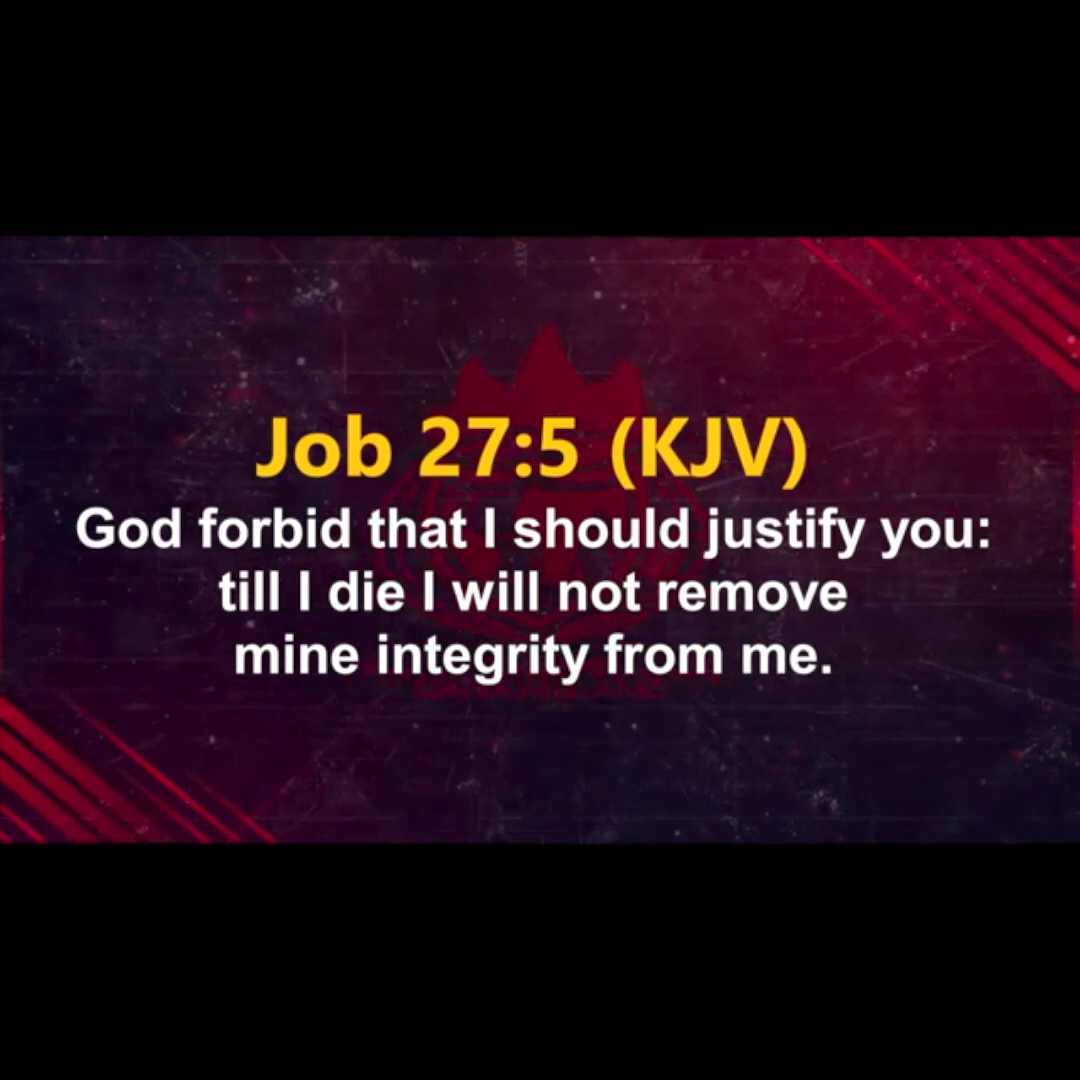 Job 27:5 (KJV)
God forbid that I should justify you:
till I die I will not remove
mine integrity from me.